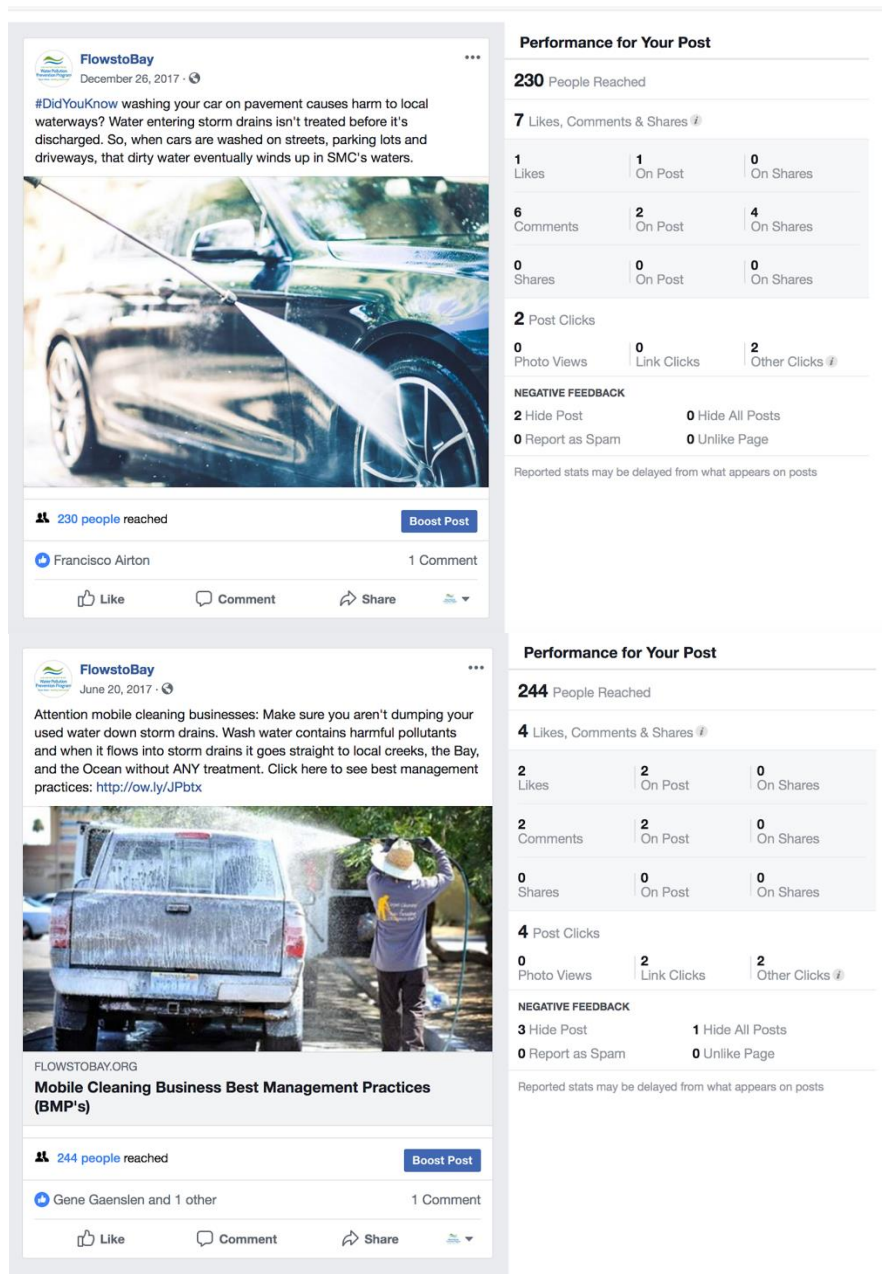 FlowstoBay
December 26, 2017
#DidYouKnow washing your car on pavement causes harm to local
waterways? Water entering storm drains isn't treated before it's
discharged. So, when cars are washed on streets, parking lots and
driveways, that dirty water eventually winds up in SMC's waters.
230 people reached
Boost Post
Francisco Airton
1 Comment
Like
Comment
Share
Performance for Your Post
230 People Reached
7 Likes, Comments & Shares
1 1 0
Likes On Post On Shares
6 2 4
Comments On Post On Shares
0 0 0
Shares On Post On Shares
2 Post Clicks
0 0 2
Photo Views Link Clicks Other Clicks
NEGATIVE FEEDBACK
2 Hide Post 0 Hide All Posts
0 Report as Spam 0 Unlike Page
Reported stats may be delayed from what appears on posts
FlowstoBay
June 20, 2017
Attention mobile cleaning businesses: Make sure you aren't dumping your
used water down storm drains. Wash water contains harmful pollutants
and when it flows into storm drains it goes straight to local creeks, the Bay,
and the Ocean without ANY treatment. Click here to see best management
practices: http://ow.ly/JPbtx
FLOWSTOBAY.ORG
Mobile Cleaning Business Best Management Practices
(BMP's)
244 people reached
Boost Post
Gene Gaenslen and 1 other
1 Comment
Like
Comment
Share
Performance for Your Post
244 People Reached
4 Likes, Comments & Shares
2 2 0
Likes On Post On Shares
2 2 0
Comments On Post On Shares
0 0 0
Shares On Post On Shares
4 Post Clicks
0 2 2
Photo Views Link Clicks Other Clicks
NEGATIVE FEEDBACK
3 Hide Post 1 Hide All Posts
0 Report as Spam 0 Unlike Page
Reported stats may be delayed from what appears on posts